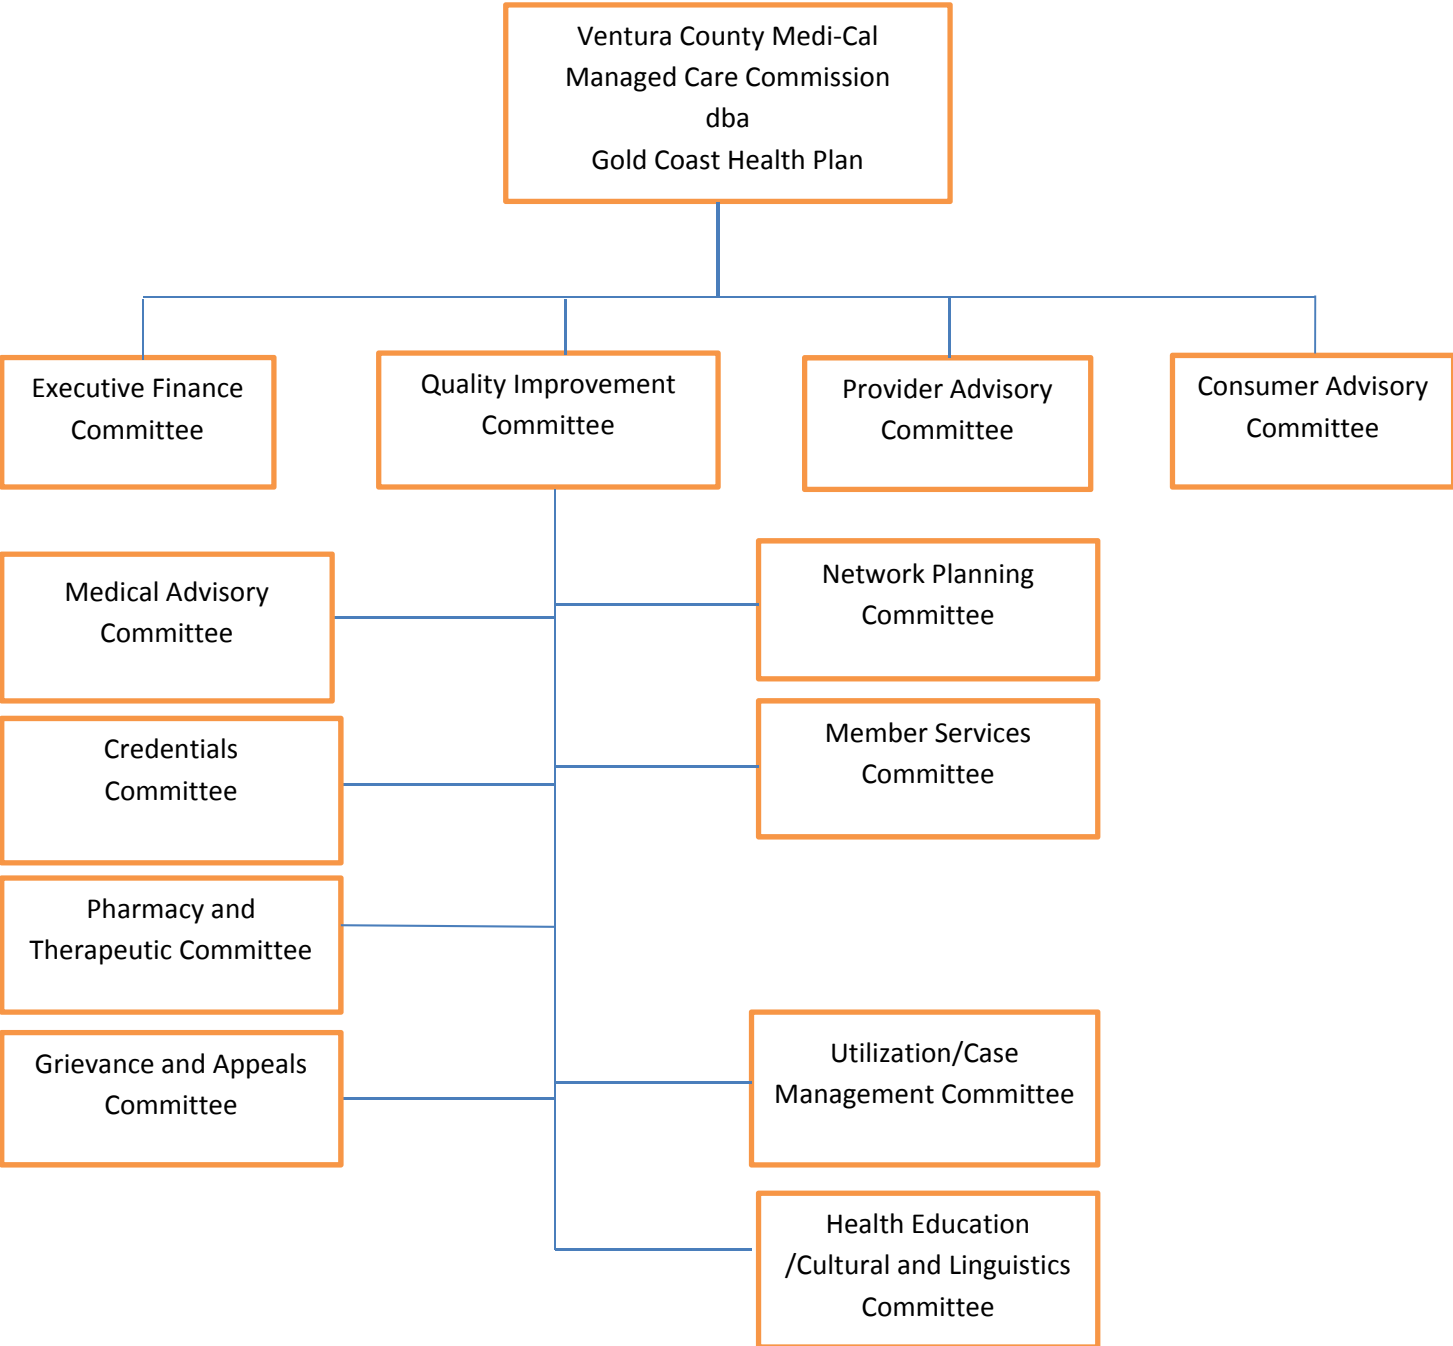 Ventura County Medi-Cal
Managed Care Commission
dba
Gold Coast Health Plan
Executive Finance
Committee
Quality Improvement
Committee
Provider Advisory
Committee
Consumer Advisory
Committee
Medical Advisory
Committee
Network Planning
Committee
Credentials
Committee
Member Services
Committee
Pharmacy and
Therapeutic Committee
Grievance and Appeals
Committee
Utilization/Case
Management Committee
Health Education
/Cultural and Linguistics
Committee